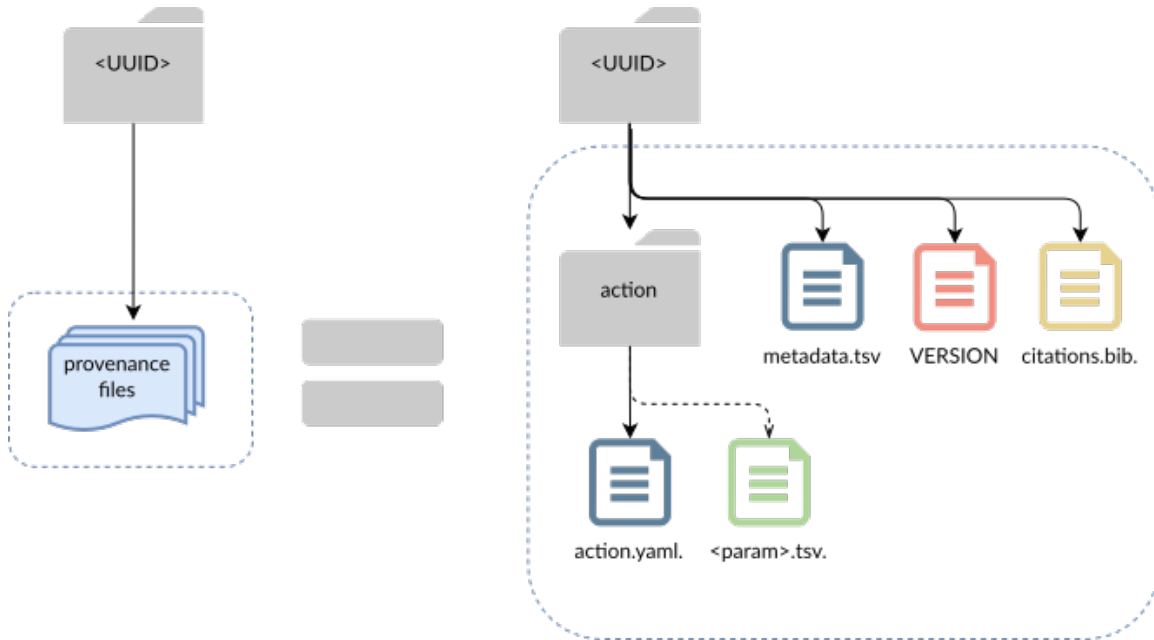 <UUID>
<UUID>
action
provenance
files
metadata.tsv
VERSION
citations.bib.
action.yaml.
<param>.tsv.